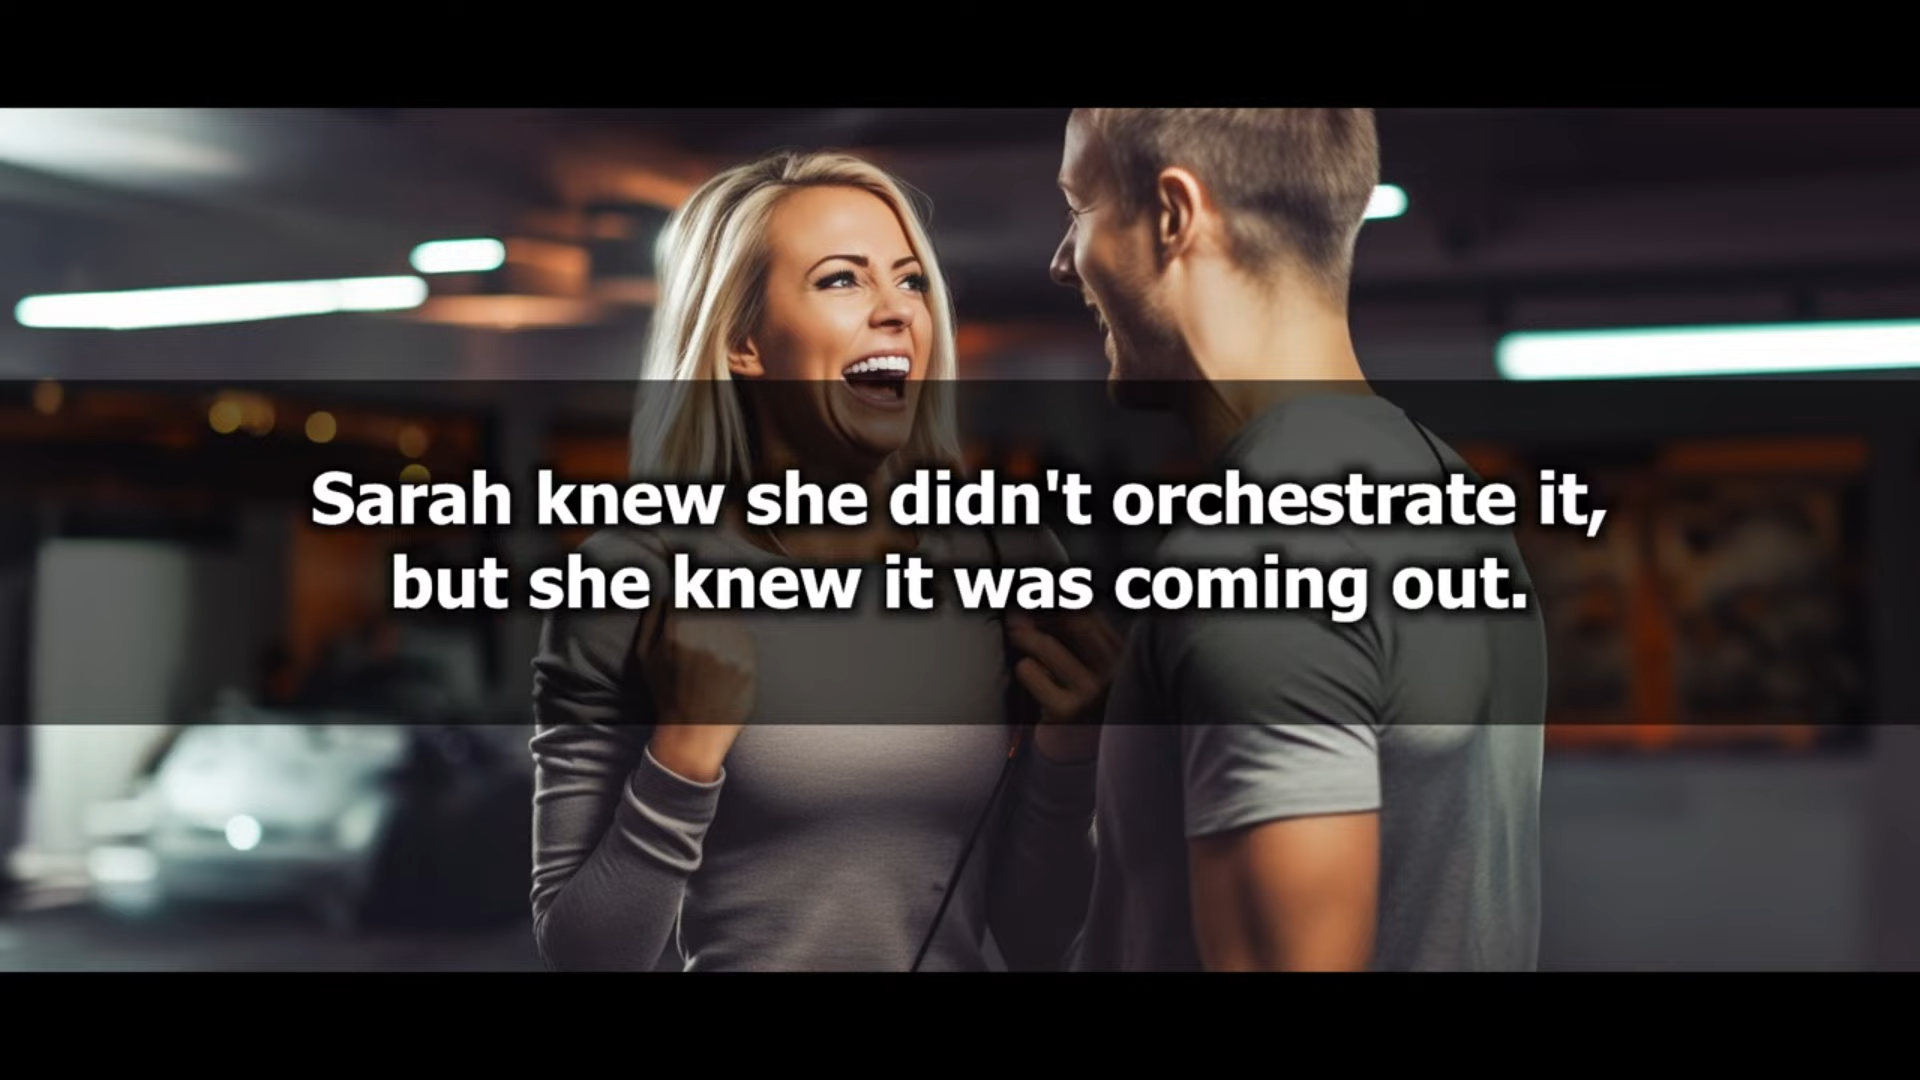 Sarah knew she didn't orchestrate it,
but she knew it was coming out.